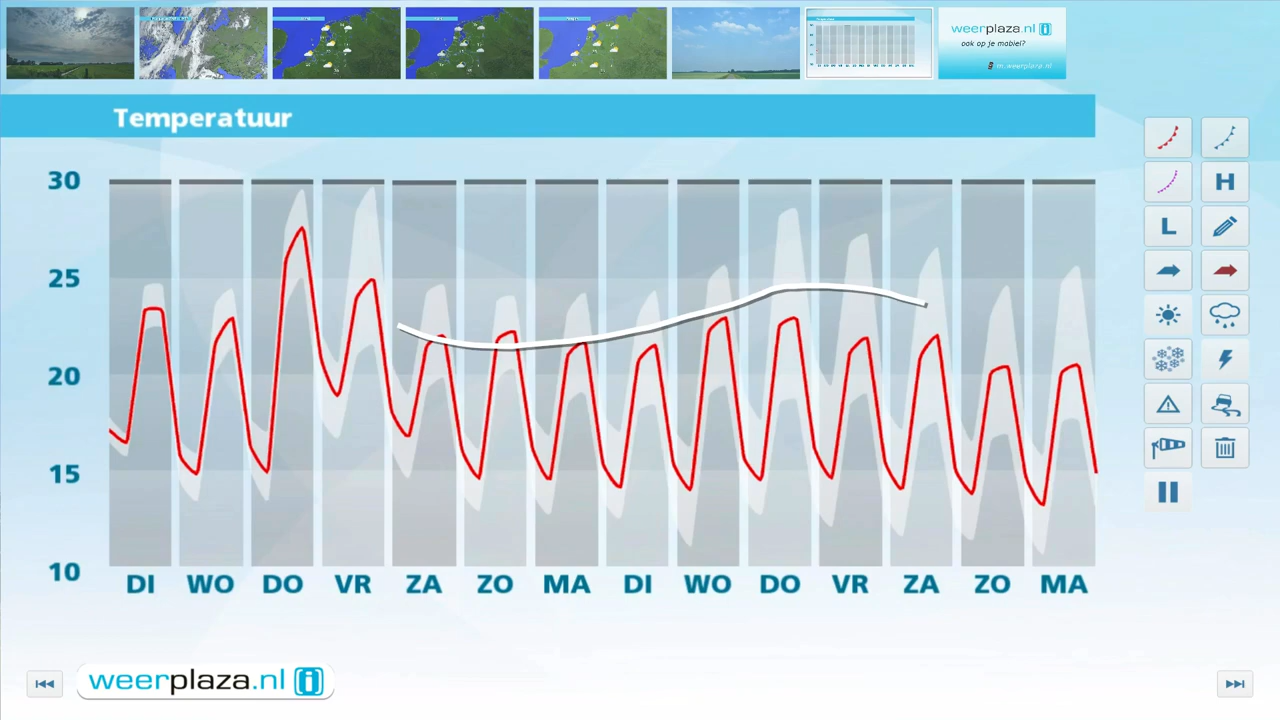 weerplaza.nl
ook op je mobiel?
m.weerplaza.nl
Temperatuur
30
25
20
15
10
DI WO DO VR ZA ZO MA DI WO DO VR ZA ZO MA
H
L
weerplaza.nl